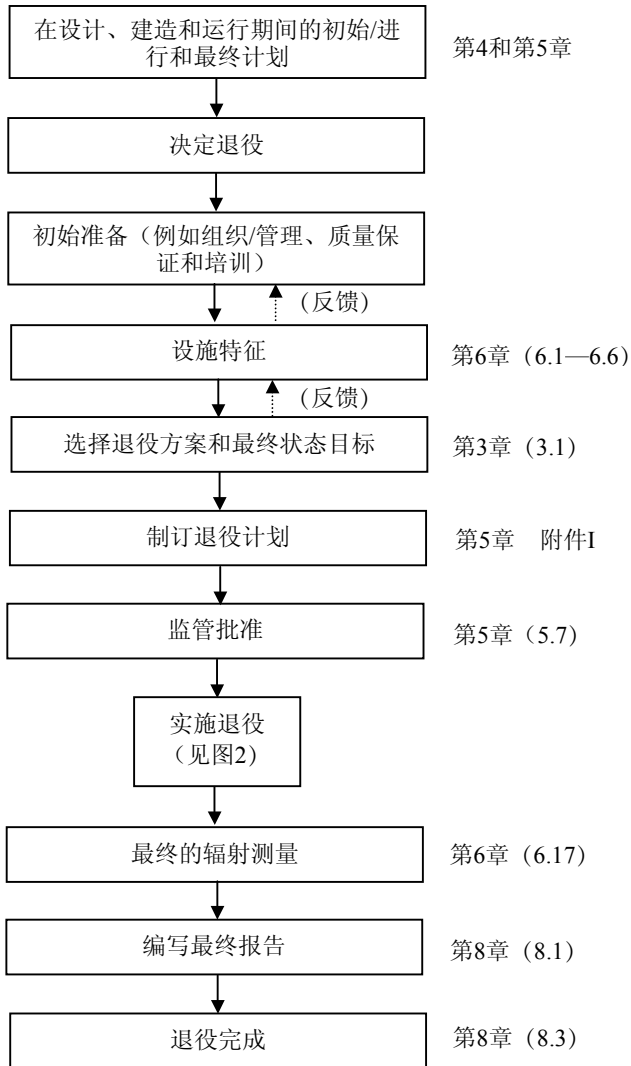 在设计、建造和运行期间的初始/进
行和最终计划
第4和第5章
决定退役
初始准备（例如组织/管理、质量保
证和培训）
（反馈）
设施特征
第6章（6.1—6.6）
（反馈）
选择退役方案和最终状态目标
第3章（3.1）
制订退役计划
第5章 附件I
监管批准
第5章（5.7）
实施退役
（见图2）
最终的辐射测量
第6章（6.17）
编写最终报告
第8章（8.1）
退役完成
第8章（8.3）